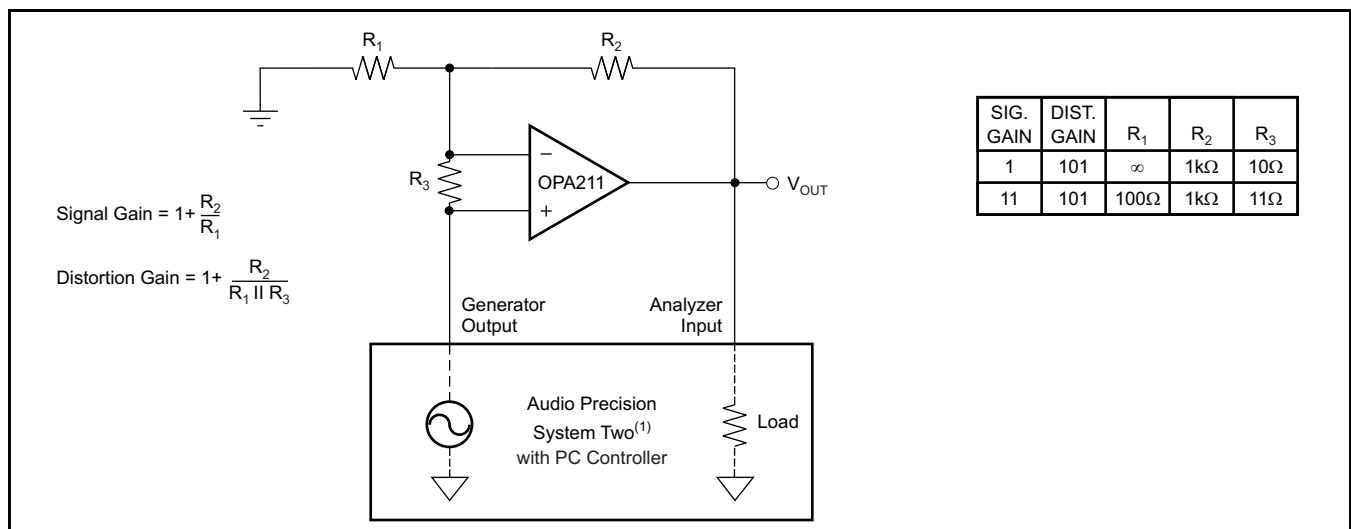 R1
R2
R3
−
OPA211
+
VOUT
Signal Gain = 1+ R2/R1
Distortion Gain = 1+ R2/(R1 II R3)
Generator
Output
Analyzer
Input
Audio Precision
System Two(1)
with PC Controller
Load
SIG. GAIN DIST. GAIN R1 R2 R3
1 101 ∞ 1kΩ 10Ω
11 101 100Ω 1kΩ 11Ω